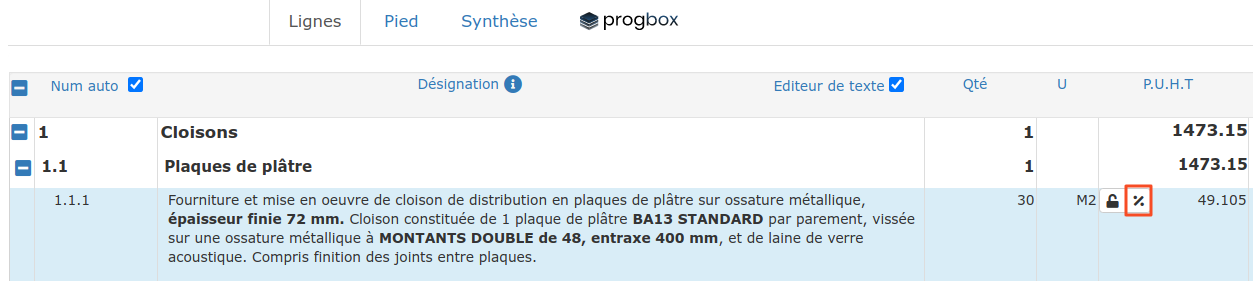 Lignes Pied Synthèse progbox
Num auto Désignation Editeur de texte Qté U P.U.H.T
1 Cloisons 1 1473.15
1.1 Plaques de plâtre 1 1473.15
1.1.1 Fourniture et mise en oeuvre de cloison de distribution en plaques de plâtre sur ossature métallique, 30 M2 % 49.105
épaisseur finie 72 mm. Cloison constituée de 1 plaque de plâtre BA13 STANDARD par parement, vissée
sur une ossature métallique à MONTANTS DOUBLE de 48, entraxe 400 mm, et de laine de verre
acoustique. Compris finition des joints entre plaques.